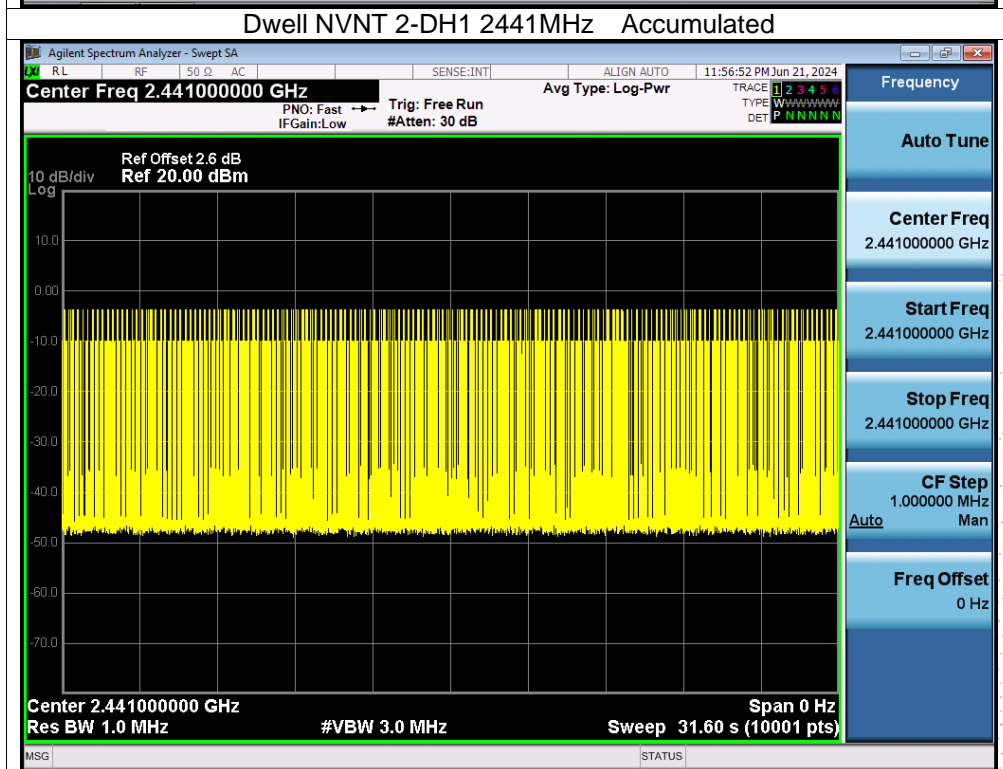 Dwell NVNT 2-DH1 2441MHz Accumulated
Agilent Spectrum Analyzer - Swept SA
LXI RL RF 50 Ω AC SENSE:INT ALIGN AUTO 11:56:52 PM Jun 21, 2024
Center Freq 2.441000000 GHz
PNO: Fast
IFGain:Low
Trig: Free Run
#Atten: 30 dB
Avg Type: Log-Pwr
TRACE 1 2 3 4 5 6
TYPE WWWWWW
DET P N N N N N
Ref Offset 2.6 dB
10 dB/div Ref 20.00 dBm
Log
10.0
0.00
-10.0
-20.0
-30.0
-40.0
-50.0
-60.0
-70.0
Center 2.441000000 GHz Span 0 Hz
Res BW 1.0 MHz #VBW 3.0 MHz Sweep 31.60 s (10001 pts)
MSG STATUS
Frequency
Auto Tune
Center Freq
2.441000000 GHz
Start Freq
2.441000000 GHz
Stop Freq
2.441000000 GHz
CF Step
1.000000 MHz
Auto Man
Freq Offset
0 Hz